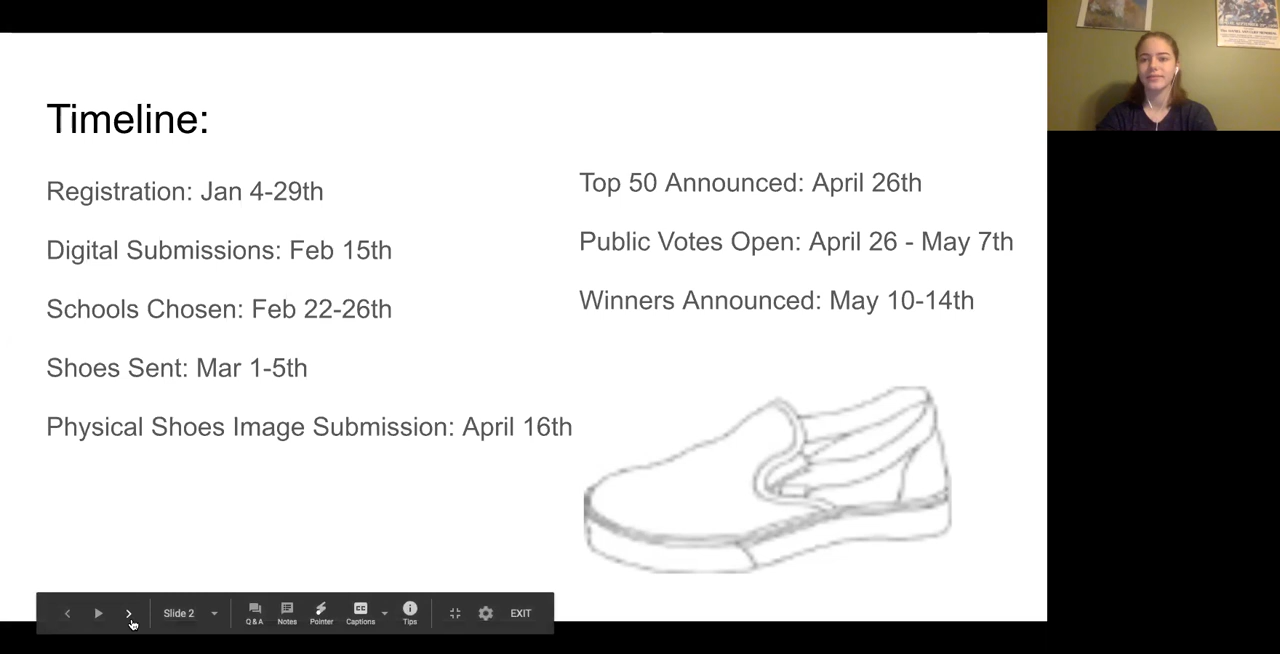 Timeline:
Registration: Jan 4-29th
Digital Submissions: Feb 15th
Schools Chosen: Feb 22-26th
Shoes Sent: Mar 1-5th
Physical Shoes Image Submission: April 16th
Top 50 Announced: April 26th
Public Votes Open: April 26 - May 7th
Winners Announced: May 10-14th
Slide 2
Q & A
Notes
Pointer
CC
Captions
Tips
EXIT